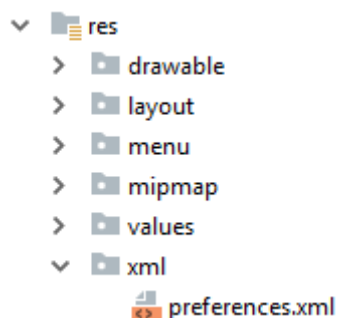 res
drawable
layout
menu
mipmap
values
xml
preferences.xml